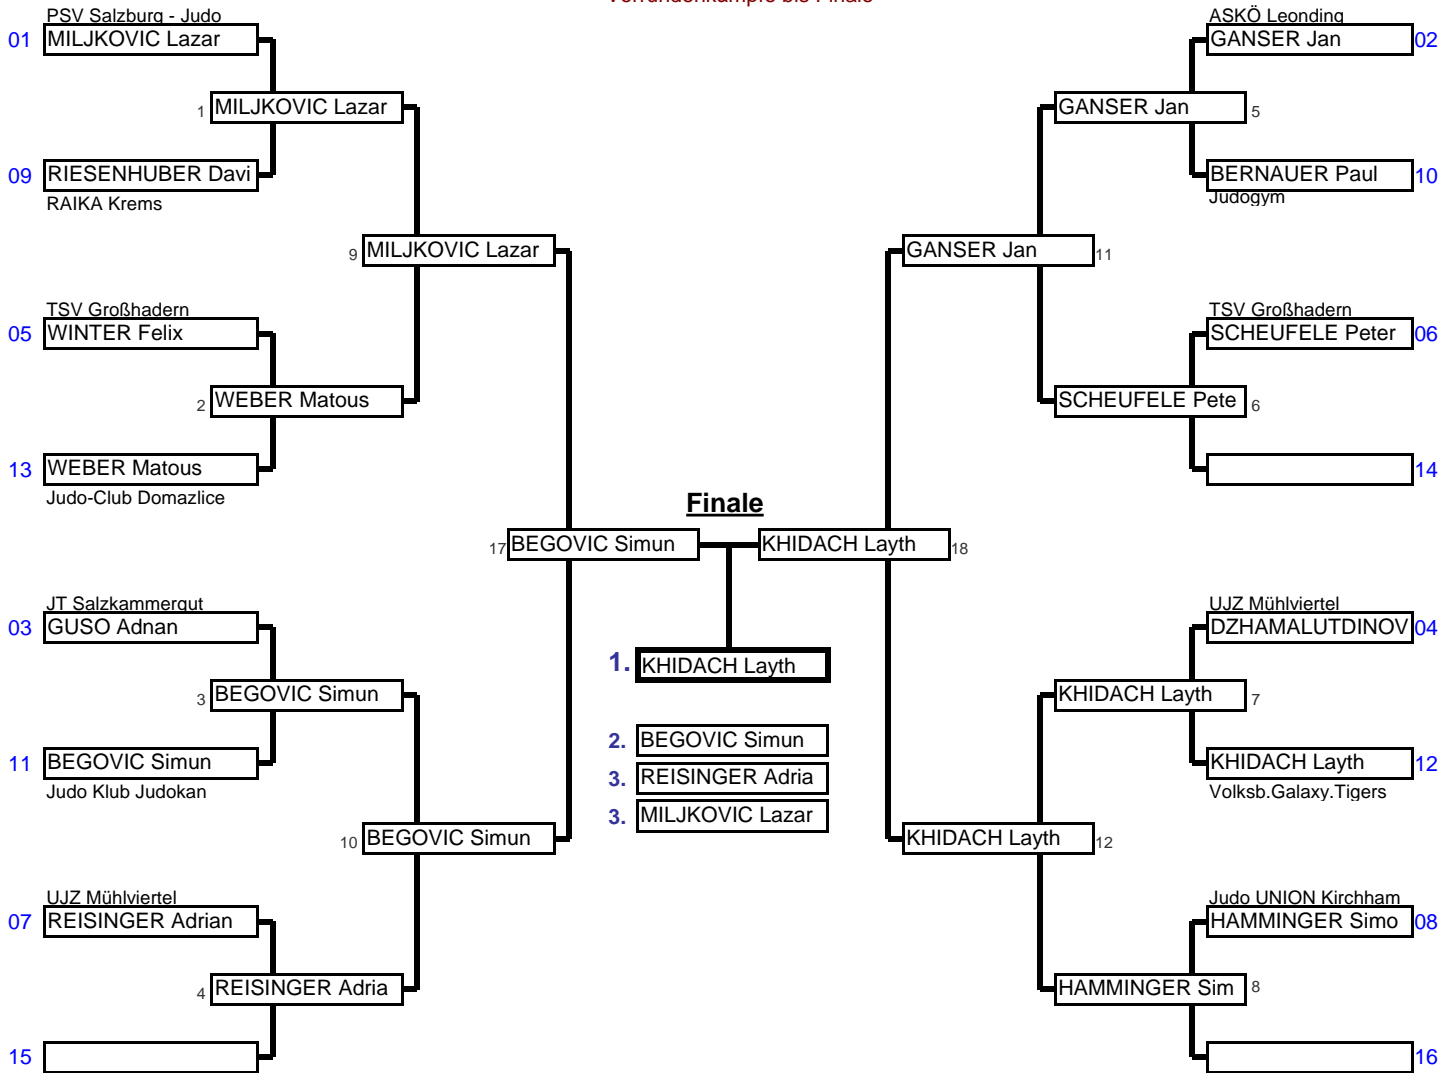 Vorrundenkämpfe bis Finale
PSV Salzburg - Judo
01 MILJKOVIC Lazar
1 MILJKOVIC Lazar
09 RIESENHUBER Davi
RAIKA Krems
9 MILJKOVIC Lazar
TSV Großhadern
05 WINTER Felix
2 WEBER Matous
13 WEBER Matous
Judo-Club Domazlice
17 BEGOVIC Simun
JT Salzkammergut
03 GUSO Adnan
3 BEGOVIC Simun
11 BEGOVIC Simun
Judo Klub Judokan
10 BEGOVIC Simun
UJZ Mühlviertel
07 REISINGER Adrian
4 REISINGER Adria
15
Finale
1. KHIDACH Layth
2. BEGOVIC Simun
3. REISINGER Adria
3. MILJKOVIC Lazar
ASKÖ Leonding
GANSER Jan 02
GANSER Jan 5
BERNAUER Paul 10
Judogym
GANSER Jan 11
TSV Großhadern
SCHEUFELE Peter 06
SCHEUFELE Pete 6
14
KHIDACH Layth 18
UJZ Mühlviertel
DZHAMALUTDINOV 04
KHIDACH Layth 7
KHIDACH Layth 12
Volksb.Galaxy.Tigers
KHIDACH Layth 12
Judo UNION Kirchham
HAMMINGER Simo 08
HAMMINGER Sim 8
16